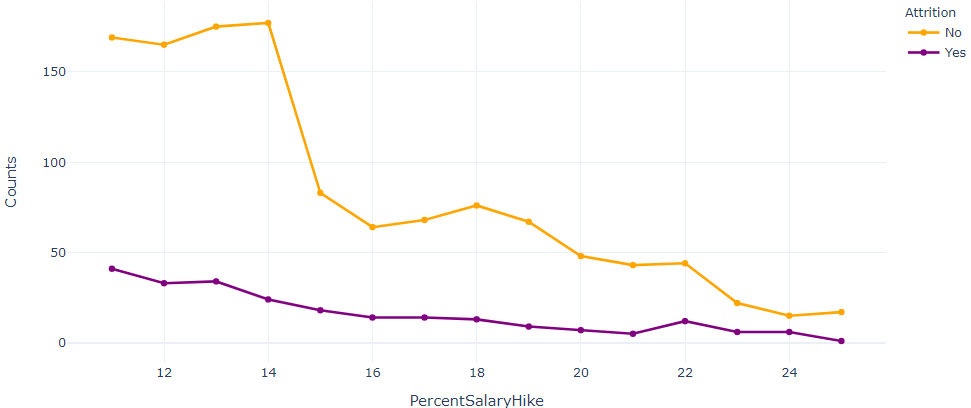 Attrition
No
Yes
150
100
50
0
Counts
12 14 16 18 20 22 24
PercentSalaryHike